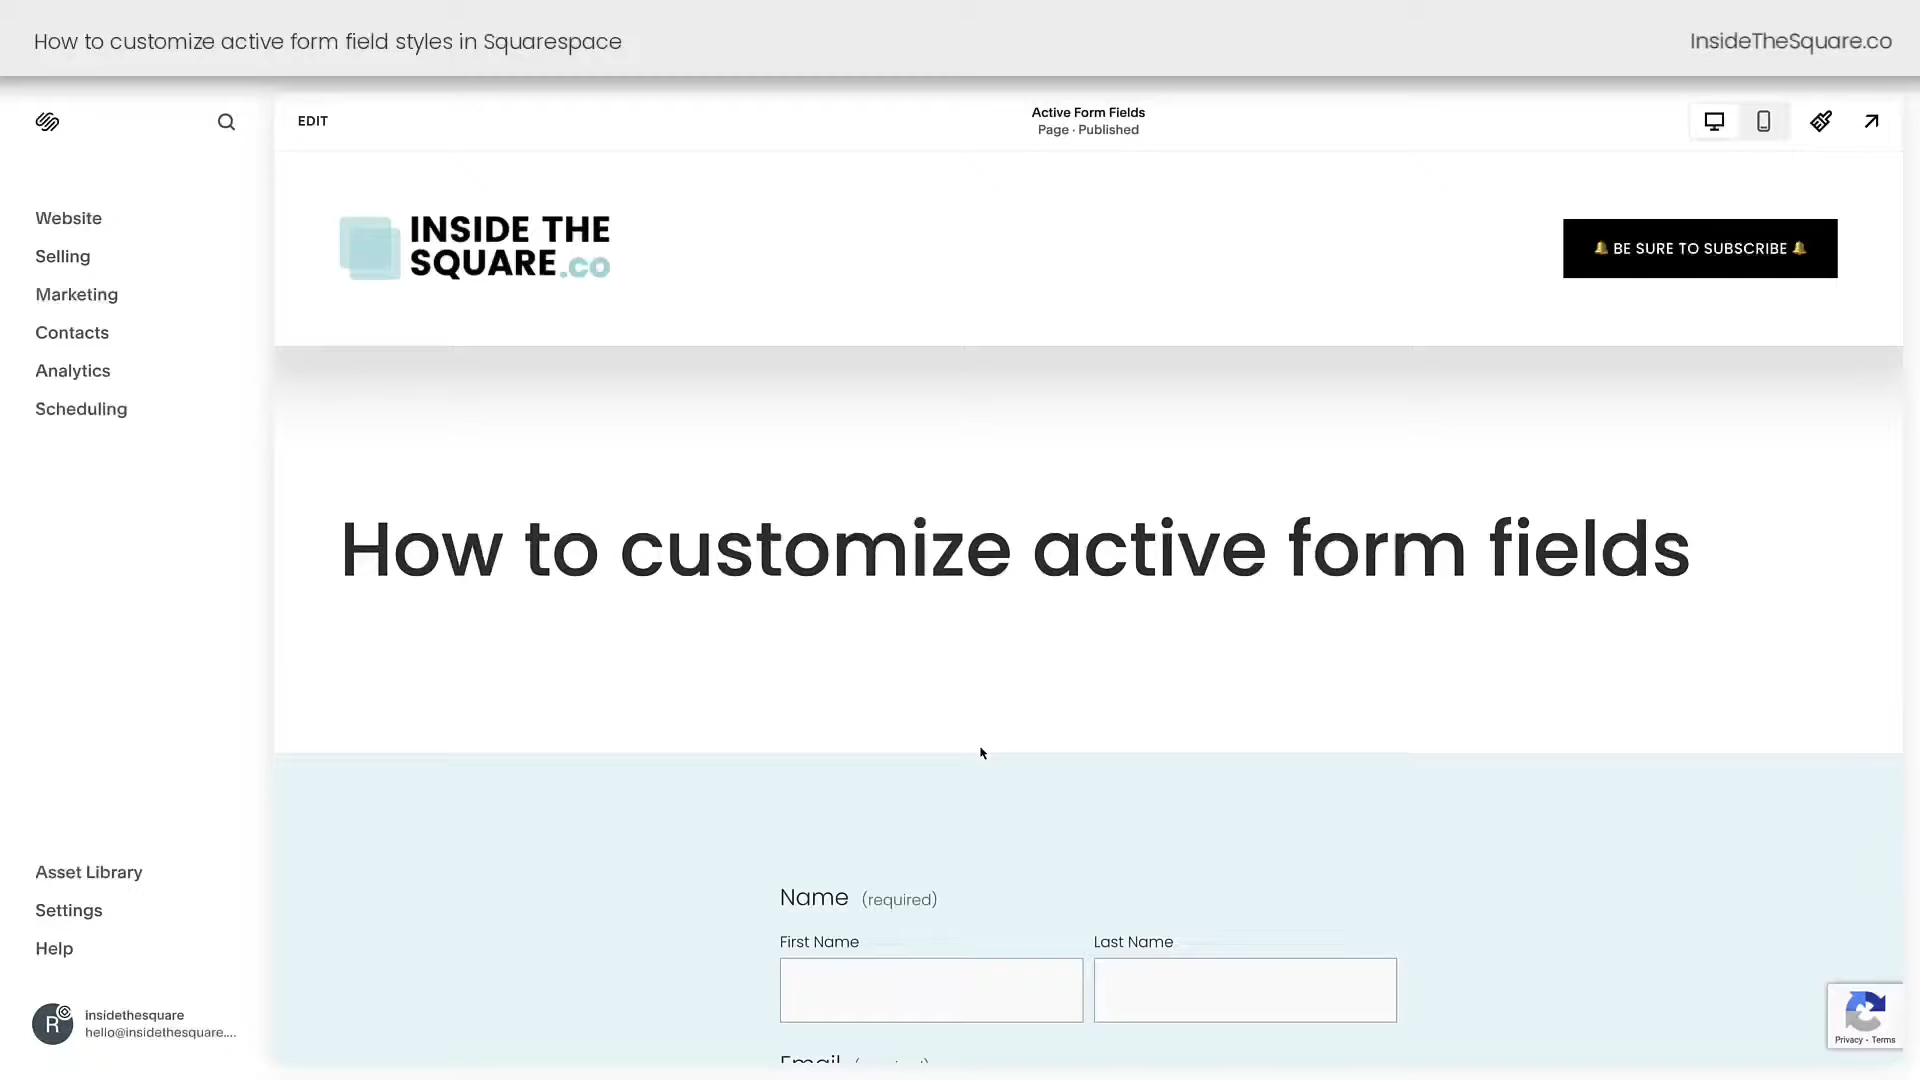 How to customize active form field styles in Squarespace
InsideTheSquare.co
EDIT
Active Form Fields
Page · Published
Website
Selling
Marketing
Contacts
Analytics
Scheduling
INSIDE THE
SQUARE.co
🔔 BE SURE TO SUBSCRIBE 🔔
How to customize active form fields
Name (required)
First Name
Last Name
Email (required)
Asset Library
Settings
Help
R
insidethesquare
hello@insidethesquare....
Privacy - Terms